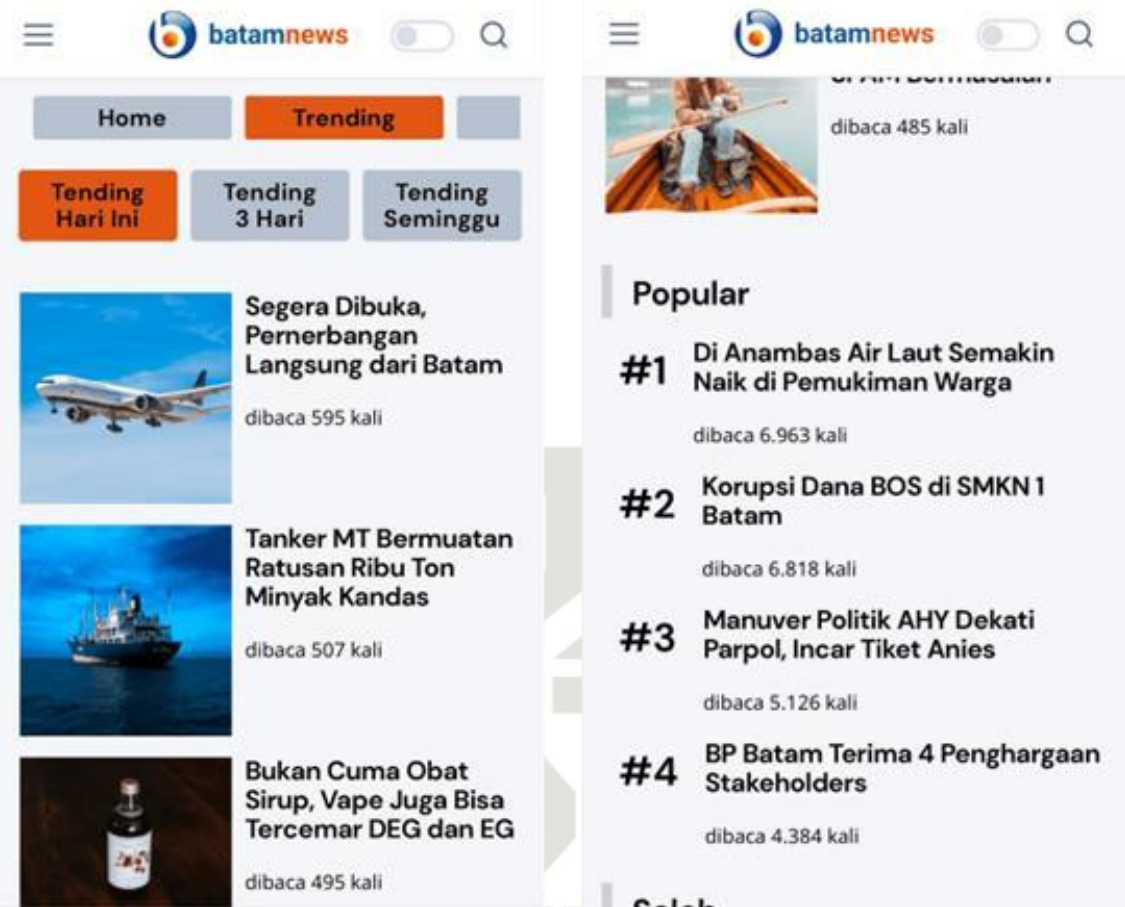 batamnews
Home
Trending
Tending
Hari Ini
Tending
3 Hari
Tending
Seminggu
Segera Dibuka,
Pernerbangan
Langsung dari Batam
dibaca 595 kali
Tanker MT Bermuatan
Ratusan Ribu Ton
Minyak Kandas
dibaca 507 kali
Bukan Cuma Obat
Sirup, Vape Juga Bisa
Tercemar DEG dan EG
dibaca 495 kali
batamnews
SPAM Bermasalah
dibaca 485 kali
Popular
#1
Di Anambas Air Laut Semakin
Naik di Pemukiman Warga
dibaca 6.963 kali
#2
Korupsi Dana BOS di SMKN 1
Batam
dibaca 6.818 kali
#3
Manuver Politik AHY Dekati
Parpol, Incar Tiket Anies
dibaca 5.126 kali
#4
BP Batam Terima 4 Penghargaan
Stakeholders
dibaca 4.384 kali